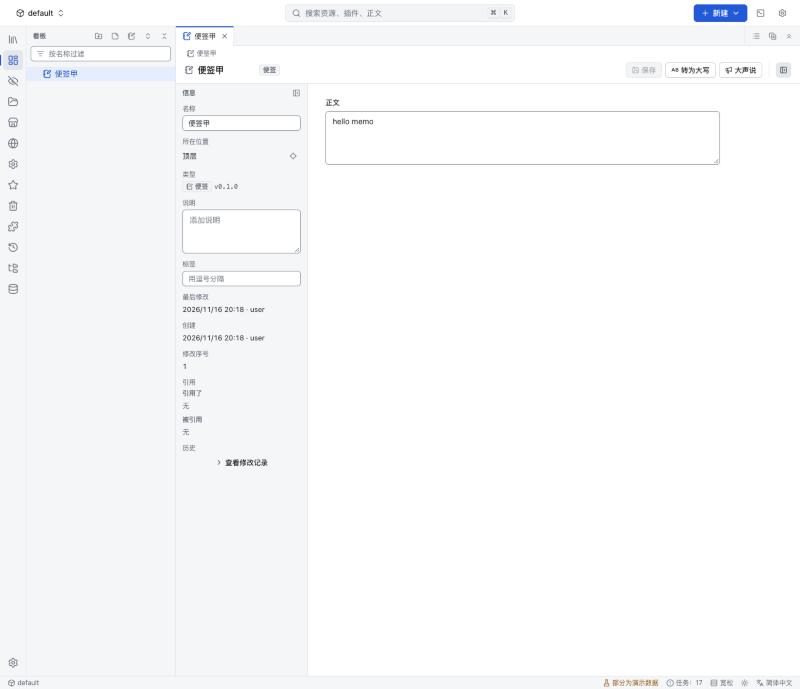 default
搜索资源、插件、正文
⌘ K
新建
看板
按名称过滤
便签甲
便签甲
便签甲
便签甲
便签
保存
转为大写
大声说
信息
名称
便签甲
所在位置
顶层
类型
便签 v0.1.0
说明
添加说明
标签
用逗号分隔
最后修改
2026/11/16 20:18 · user
创建
2026/11/16 20:18 · user
修改序号
1
引用
引用了
无
被引用
无
历史
查看修改记录
正文
hello memo
default
部分为演示数据
任务: 17
宽松
简体中文